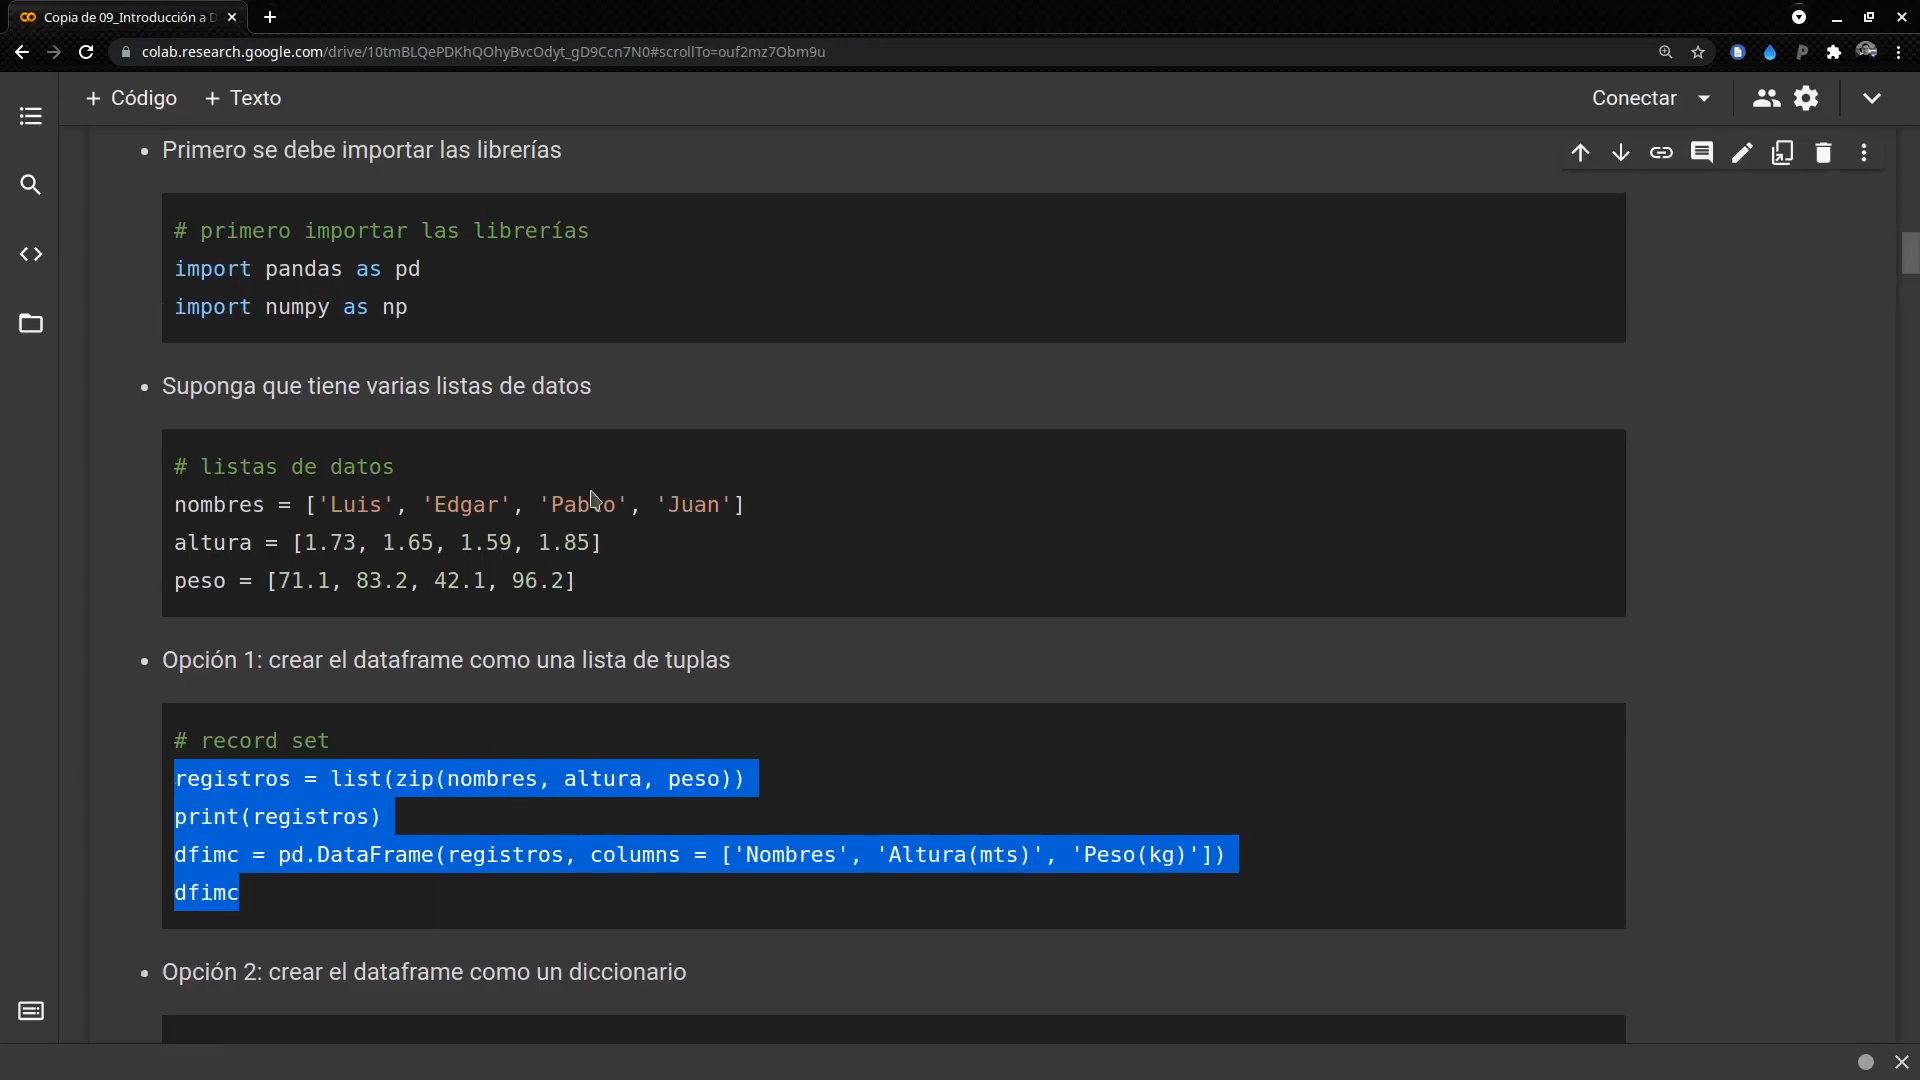 Copia de 09_Introducción a D
colab.research.google.com/drive/10tmBLQePDKhQOhyBvcOdyt_gD9Ccn7N0#scrollTo=ouf2mz7Obm9u
+ Código + Texto
Conectar
• Primero se debe importar las librerías
# primero importar las librerías
import pandas as pd
import numpy as np
• Suponga que tiene varias listas de datos
# listas de datos
nombres = ['Luis', 'Edgar', 'Pablo', 'Juan']
altura = [1.73, 1.65, 1.59, 1.85]
peso = [71.1, 83.2, 42.1, 96.2]
• Opción 1: crear el dataframe como una lista de tuplas
# record set
registros = list(zip(nombres, altura, peso))
print(registros)
dfimc = pd.DataFrame(registros, columns = ['Nombres', 'Altura(mts)', 'Peso(kg)'])
dfimc
• Opción 2: crear el dataframe como un diccionario